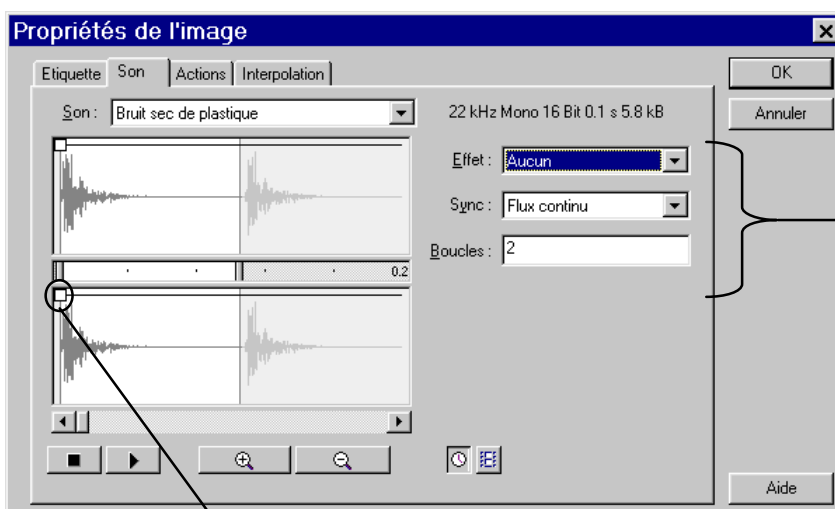 Propriétés de l'image
Etiquette Son Actions Interpolation
OK
Son : Bruit sec de plastique
22 kHz Mono 16 Bit 0.1 s 5.8 kB
Annuler
Effet : Aucun
Sync : Flux continu
Boucles : 2
0.2
Aide